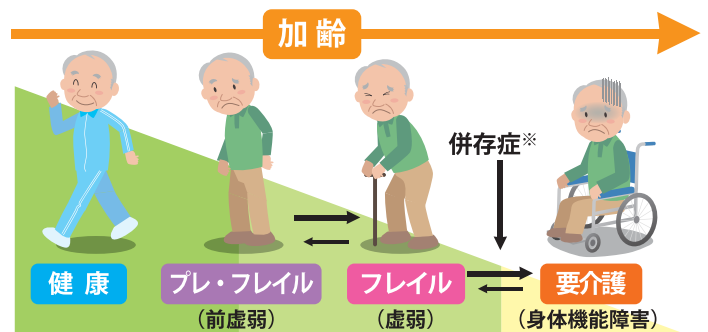 加齢
併存症※
健康
プレ・フレイル
（前虚弱）
フレイル
（虚弱）
要介護
（身体機能障害）